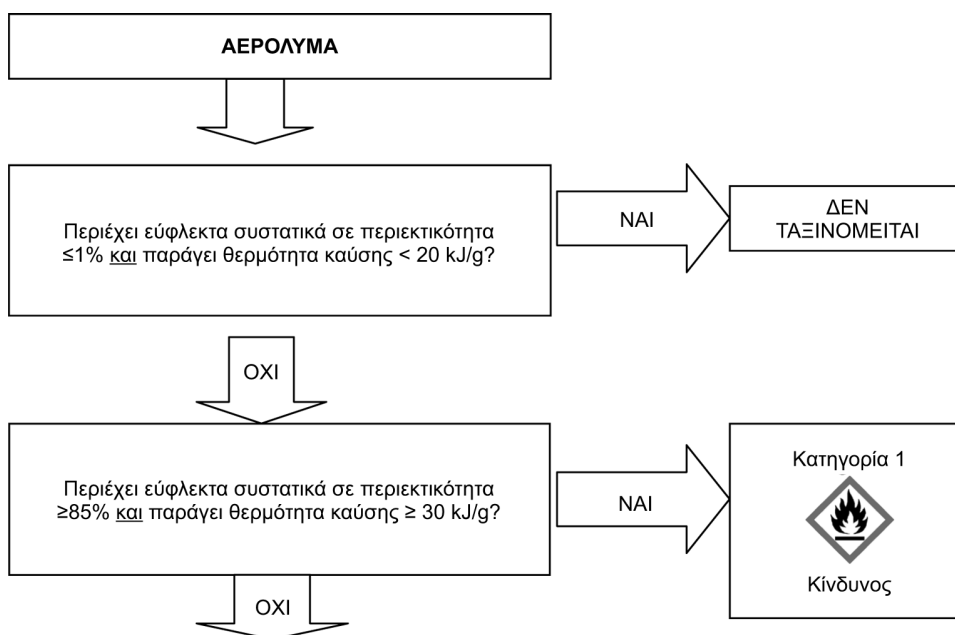 ΑΕΡΟΛΥΜΑ
Περιέχει εύφλεκτα συστατικά σε περιεκτικότητα
≤1% και παράγει θερμότητα καύσης < 20 kJ/g?
ΝΑΙ
ΔΕΝ
ΤΑΞΙΝΟΜΕΙΤΑΙ
ΟΧΙ
Περιέχει εύφλεκτα συστατικά σε περιεκτικότητα
≥85% και παράγει θερμότητα καύσης ≥ 30 kJ/g?
ΝΑΙ
Κατηγορία 1
Κίνδυνος
ΟΧΙ